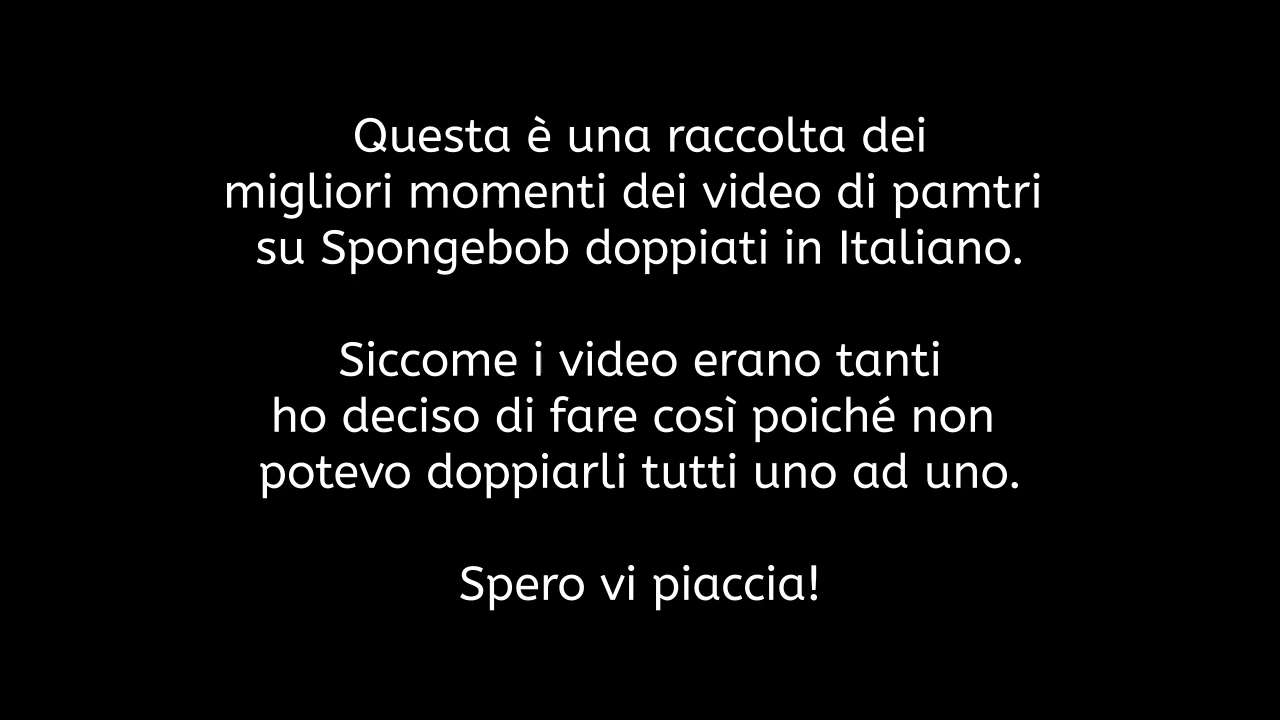 Questa è una raccolta dei
migliori momenti dei video di pamtri
su Spongebob doppiati in Italiano.
Siccome i video erano tanti
ho deciso di fare così poiché non
potevo doppiarli tutti uno ad uno.
Spero vi piaccia!